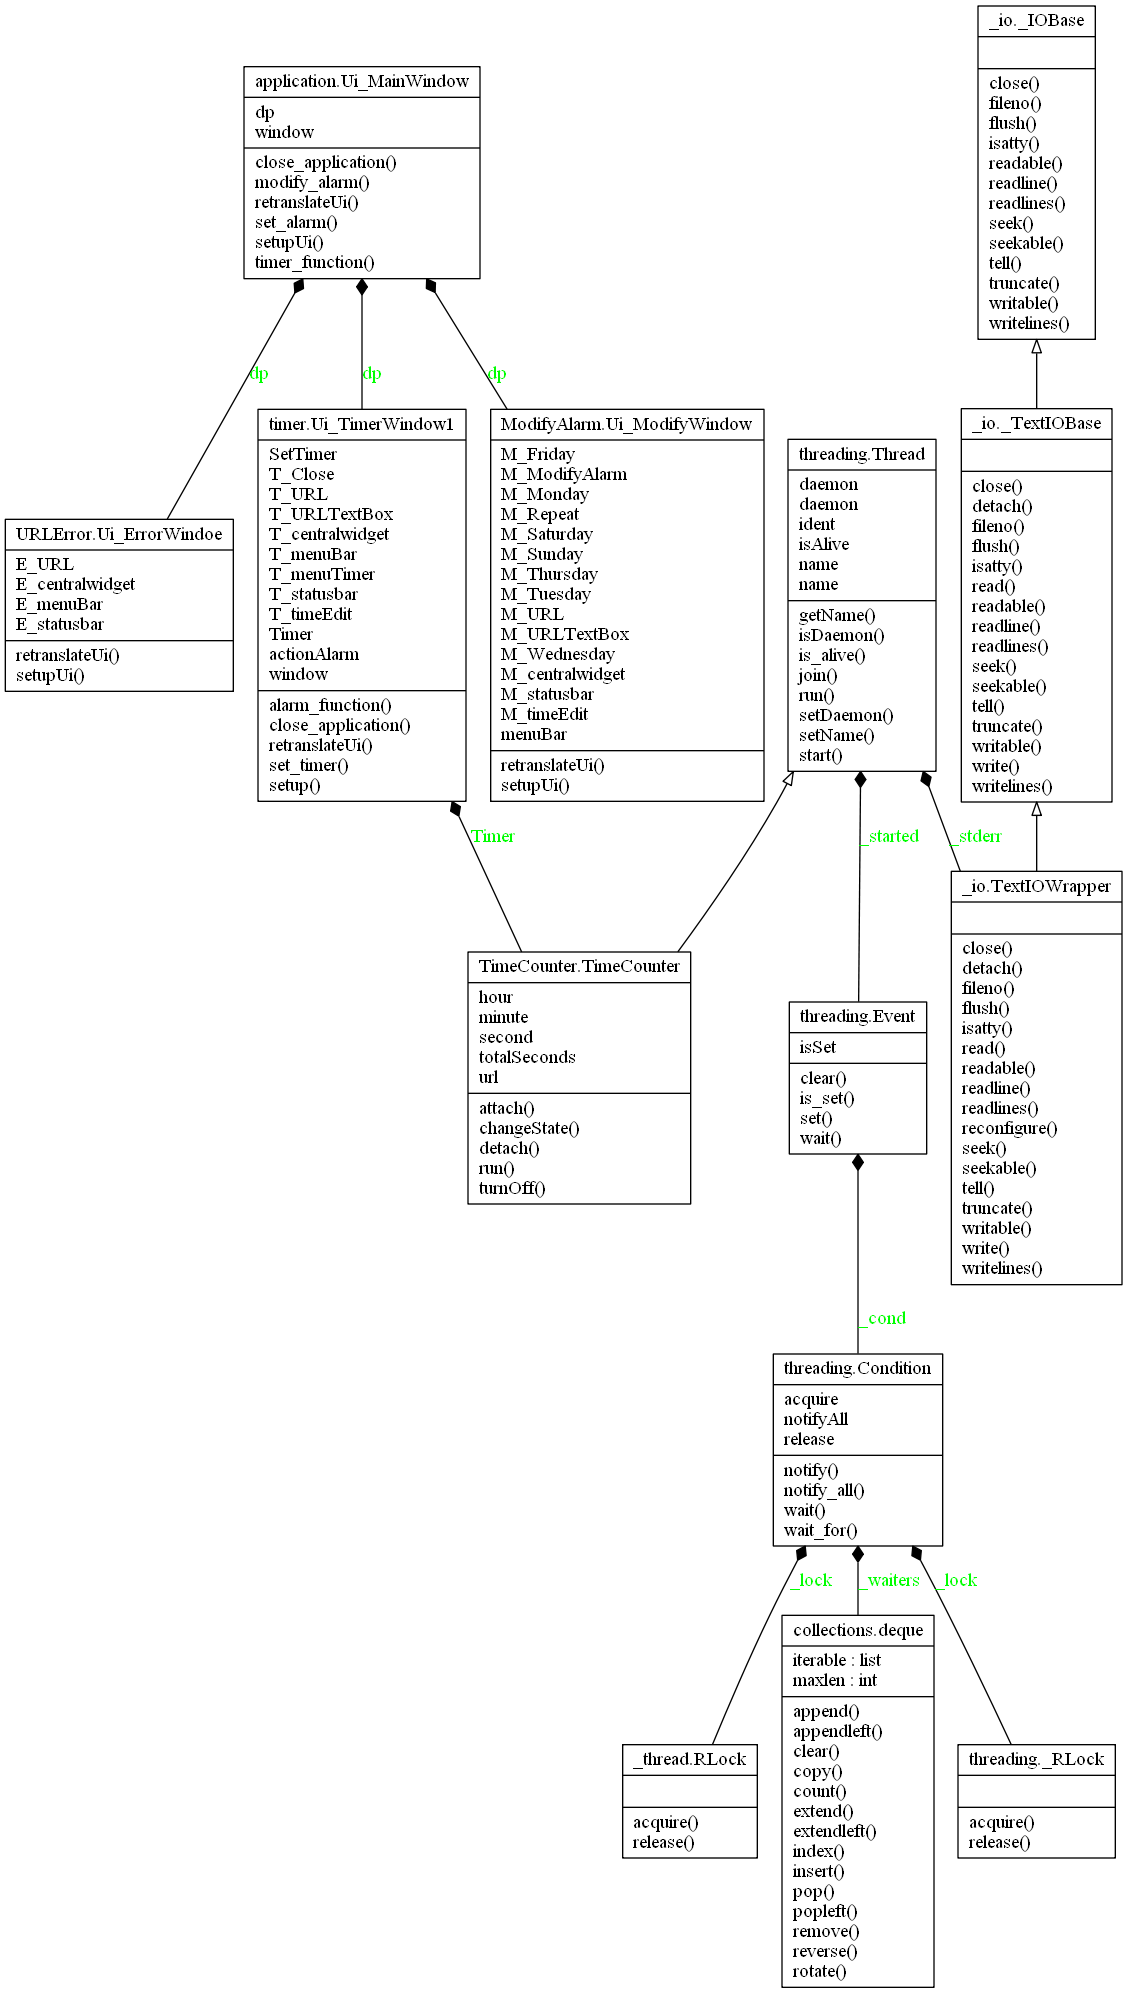 _io._IOBase
close()
fileno()
flush()
isatty()
readable()
readline()
readlines()
seek()
seekable()
tell()
truncate()
writable()
writelines()
application.Ui_MainWindow
dp
window
close_application()
modify_alarm()
retranslateUi()
set_alarm()
setupUi()
timer_function()
dp
dp
dp
URLError.Ui_ErrorWindoe
E_URL
E_centralwidget
E_menuBar
E_statusbar
retranslateUi()
setupUi()
timer.Ui_TimerWindow1
SetTimer
T_Close
T_URL
T_URLTextBox
T_centralwidget
T_menuBar
T_menuTimer
T_statusbar
T_timeEdit
Timer
actionAlarm
window
alarm_function()
close_application()
retranslateUi()
set_timer()
setup()
ModifyAlarm.Ui_ModifyWindow
M_Friday
M_ModifyAlarm
M_Monday
M_Repeat
M_Saturday
M_Sunday
M_Thursday
M_Tuesday
M_URL
M_URLTextBox
M_Wednesday
M_centralwidget
M_statusbar
M_timeEdit
menuBar
retranslateUi()
setupUi()
threading.Thread
daemon
daemon
ident
isAlive
name
name
getName()
isDaemon()
is_alive()
join()
run()
setDaemon()
setName()
start()
_io._TextIOBase
close()
detach()
fileno()
flush()
isatty()
read()
readable()
readline()
readlines()
seek()
seekable()
tell()
truncate()
writable()
write()
writelines()
Timer
_started
_stderr
TimeCounter.TimeCounter
hour
minute
second
totalSeconds
url
attach()
changeState()
detach()
run()
turnOff()
threading.Event
isSet
clear()
is_set()
set()
wait()
_io.TextIOWrapper
close()
detach()
fileno()
flush()
isatty()
read()
readable()
readline()
readlines()
reconfigure()
seek()
seekable()
tell()
truncate()
writable()
write()
writelines()
_cond
threading.Condition
acquire
notifyAll
release
notify()
notify_all()
wait()
wait_for()
_lock
_waiters
_lock
_thread.RLock
acquire()
release()
collections.deque
iterable : list
maxlen : int
append()
appendleft()
clear()
copy()
count()
extend()
extendleft()
index()
insert()
pop()
popleft()
remove()
reverse()
rotate()
threading._RLock
acquire()
release()